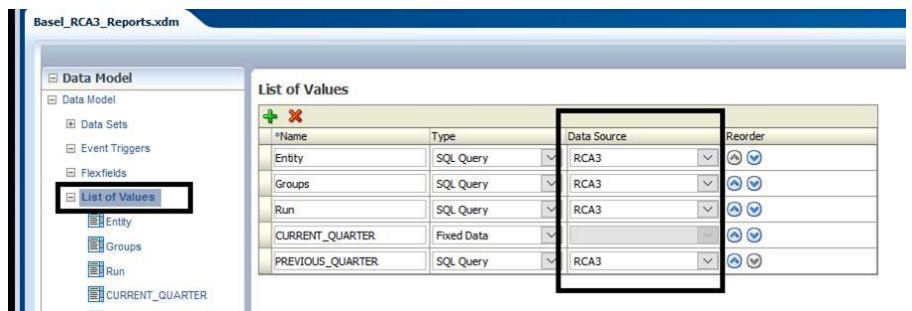 Basel_RCA3_Reports.xdm
Data Model
Data Model
Data Sets
Event Triggers
Flexfields
List of Values
Entity
Groups
Run
CURRENT_QUARTER
List of Values
*Name Type Data Source Reorder
Entity SQL Query RCA3
Groups SQL Query RCA3
Run SQL Query RCA3
CURRENT_QUARTER Fixed Data
PREVIOUS_QUARTER SQL Query RCA3